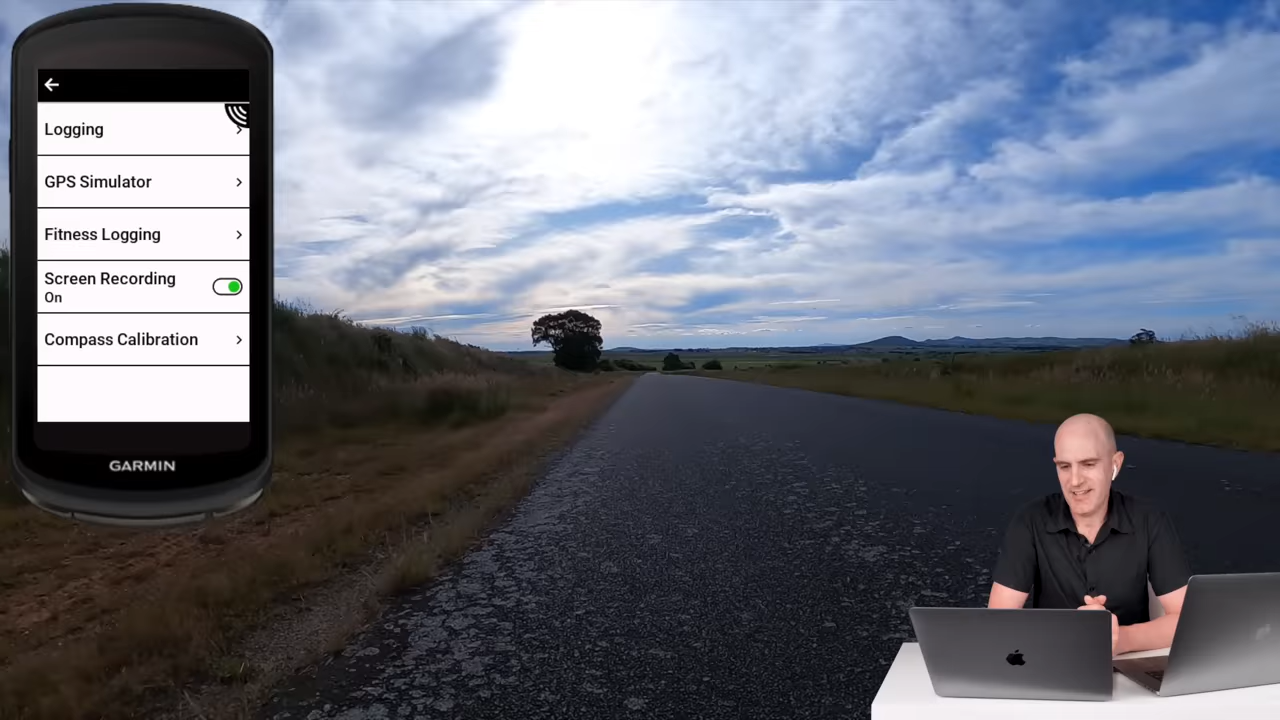 Logging
GPS Simulator
Fitness Logging
Screen Recording
On
Compass Calibration
GARMIN